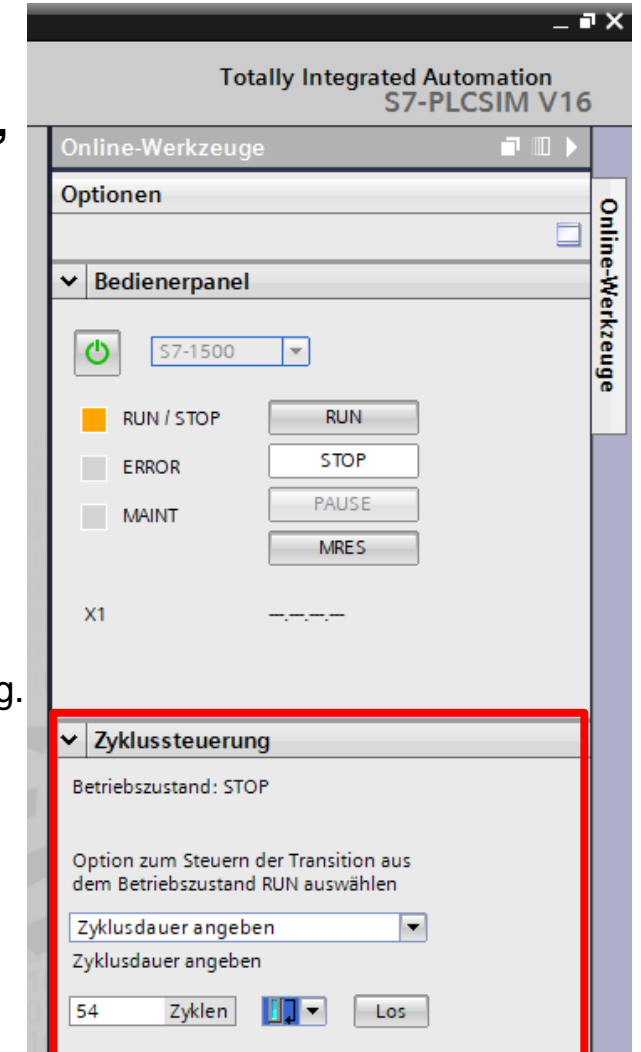 Totally Integrated Automation
S7-PLCSIM V16
,
Online-Werkzeuge
Optionen
Online-Werkzeuge
Bedienerpanel
S7-1500
RUN / STOP RUN
ERROR STOP
MAINT PAUSE
MRES
X1 ---.---.---.---
g.
Zyklussteuerung
Betriebszustand: STOP
Option zum Steuern der Transition aus
dem Betriebszustand RUN auswählen
Zyklusdauer angeben
Zyklusdauer angeben
54 Zyklen Los